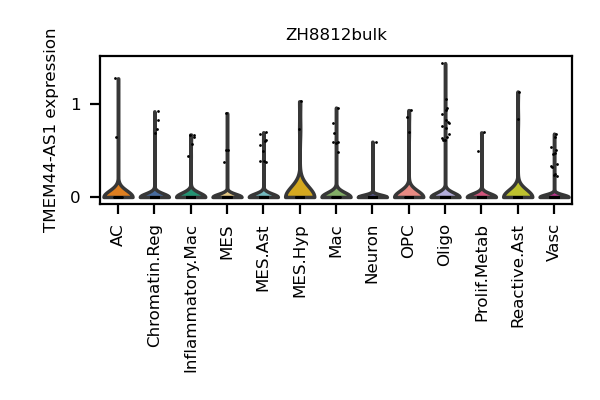 ZH8812bulk
TMEM44-AS1 expression
1
0
AC
Chromatin.Reg
Inflammatory.Mac
MES
MES.Ast
MES.Hyp
Mac
Neuron
OPC
Oligo
Prolif.Metab
Reactive.Ast
Vasc